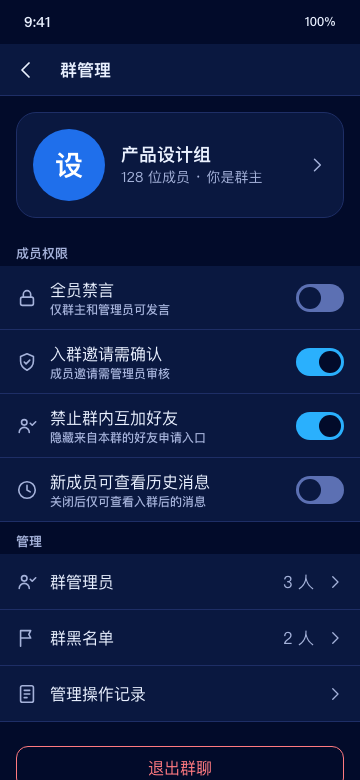 9:41
100%
群管理
设
产品设计组
128 位成员 · 你是群主
成员权限
全员禁言
仅群主和管理员可发言
入群邀请需确认
成员邀请需管理员审核
禁止群内互加好友
隐藏来自本群的好友申请入口
新成员可查看历史消息
关闭后仅可查看入群后的消息
管理
群管理员
3 人
群黑名单
2 人
管理操作记录
退出群聊